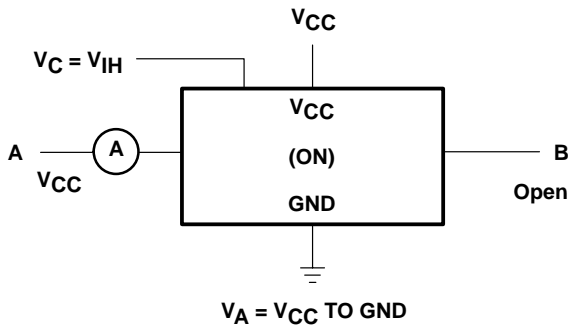 VCC
VC = VIH
VCC
A
A
(ON)
B
VCC
GND
Open
VA = VCC TO GND